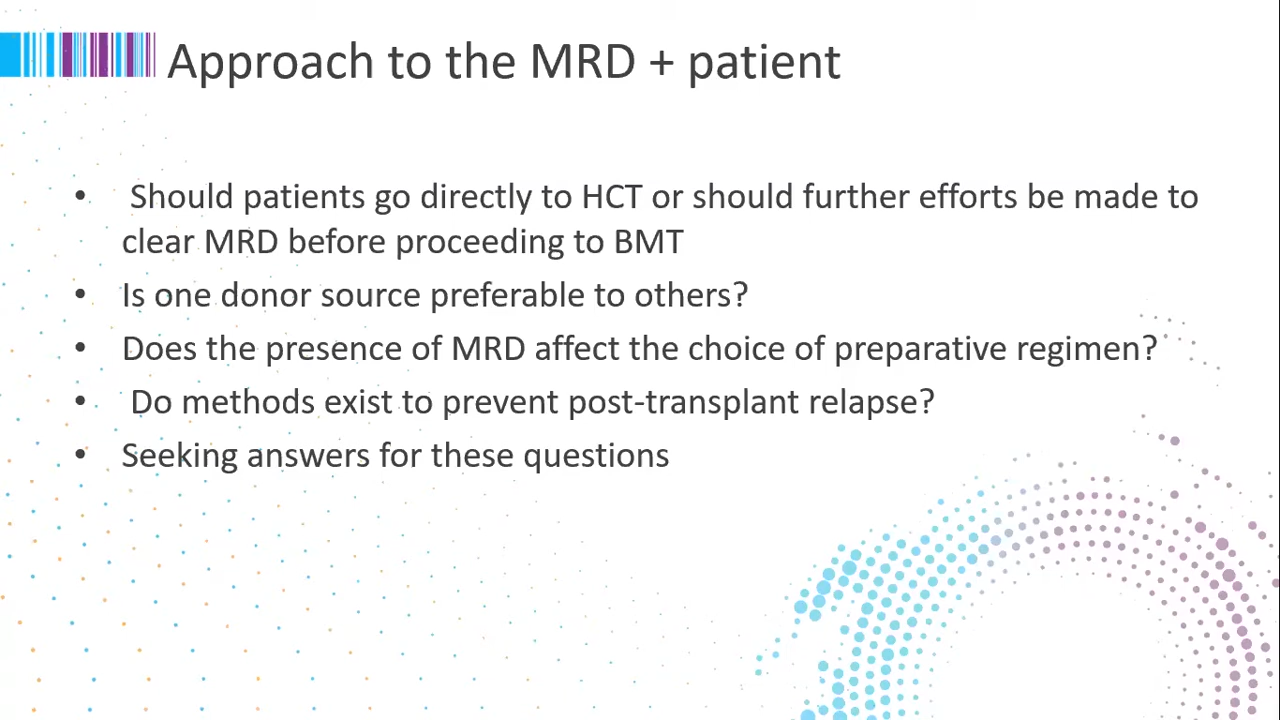 Approach to the MRD + patient
• Should patients go directly to HCT or should further efforts be made to
clear MRD before proceeding to BMT
• Is one donor source preferable to others?
• Does the presence of MRD affect the choice of preparative regimen?
• Do methods exist to prevent post-transplant relapse?
• Seeking answers for these questions